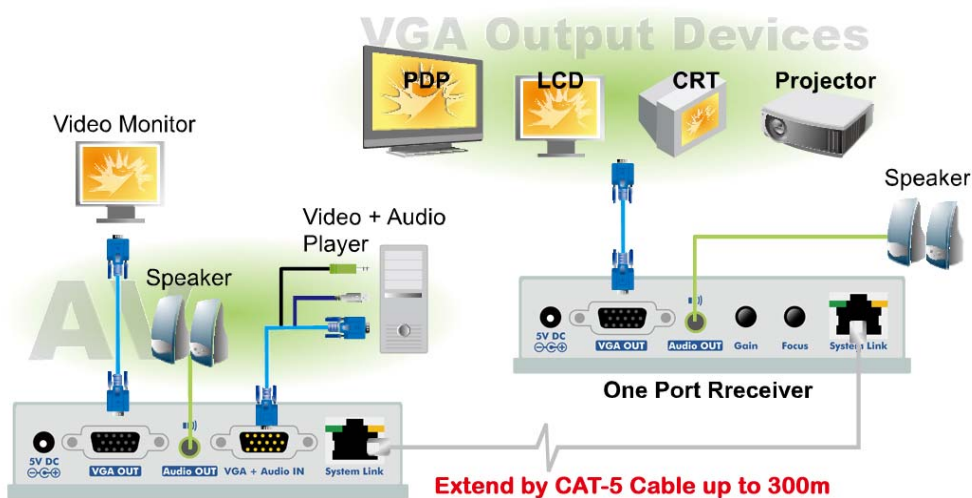 VGA Output Devices
PDP
LCD
CRT
Projector
Video Monitor
Speaker
Video + Audio
Player
Speaker
AV
5V DC
VGA OUT
Audio OUT
Gain
Focus
System Link
One Port Rreceiver
5V DC
VGA OUT
Audio OUT
VGA + Audio IN
System Link
Extend by CAT-5 Cable up to 300m